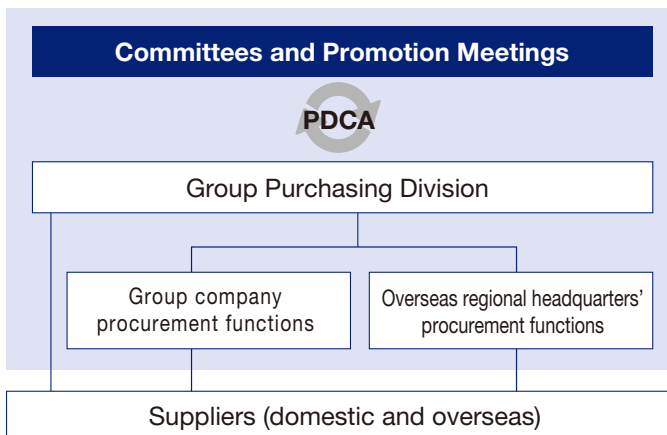 Committees and Promotion Meetings
PDCA
Group Purchasing Division
Group company
procurement functions
Overseas regional headquarters’
procurement functions
Suppliers (domestic and overseas)